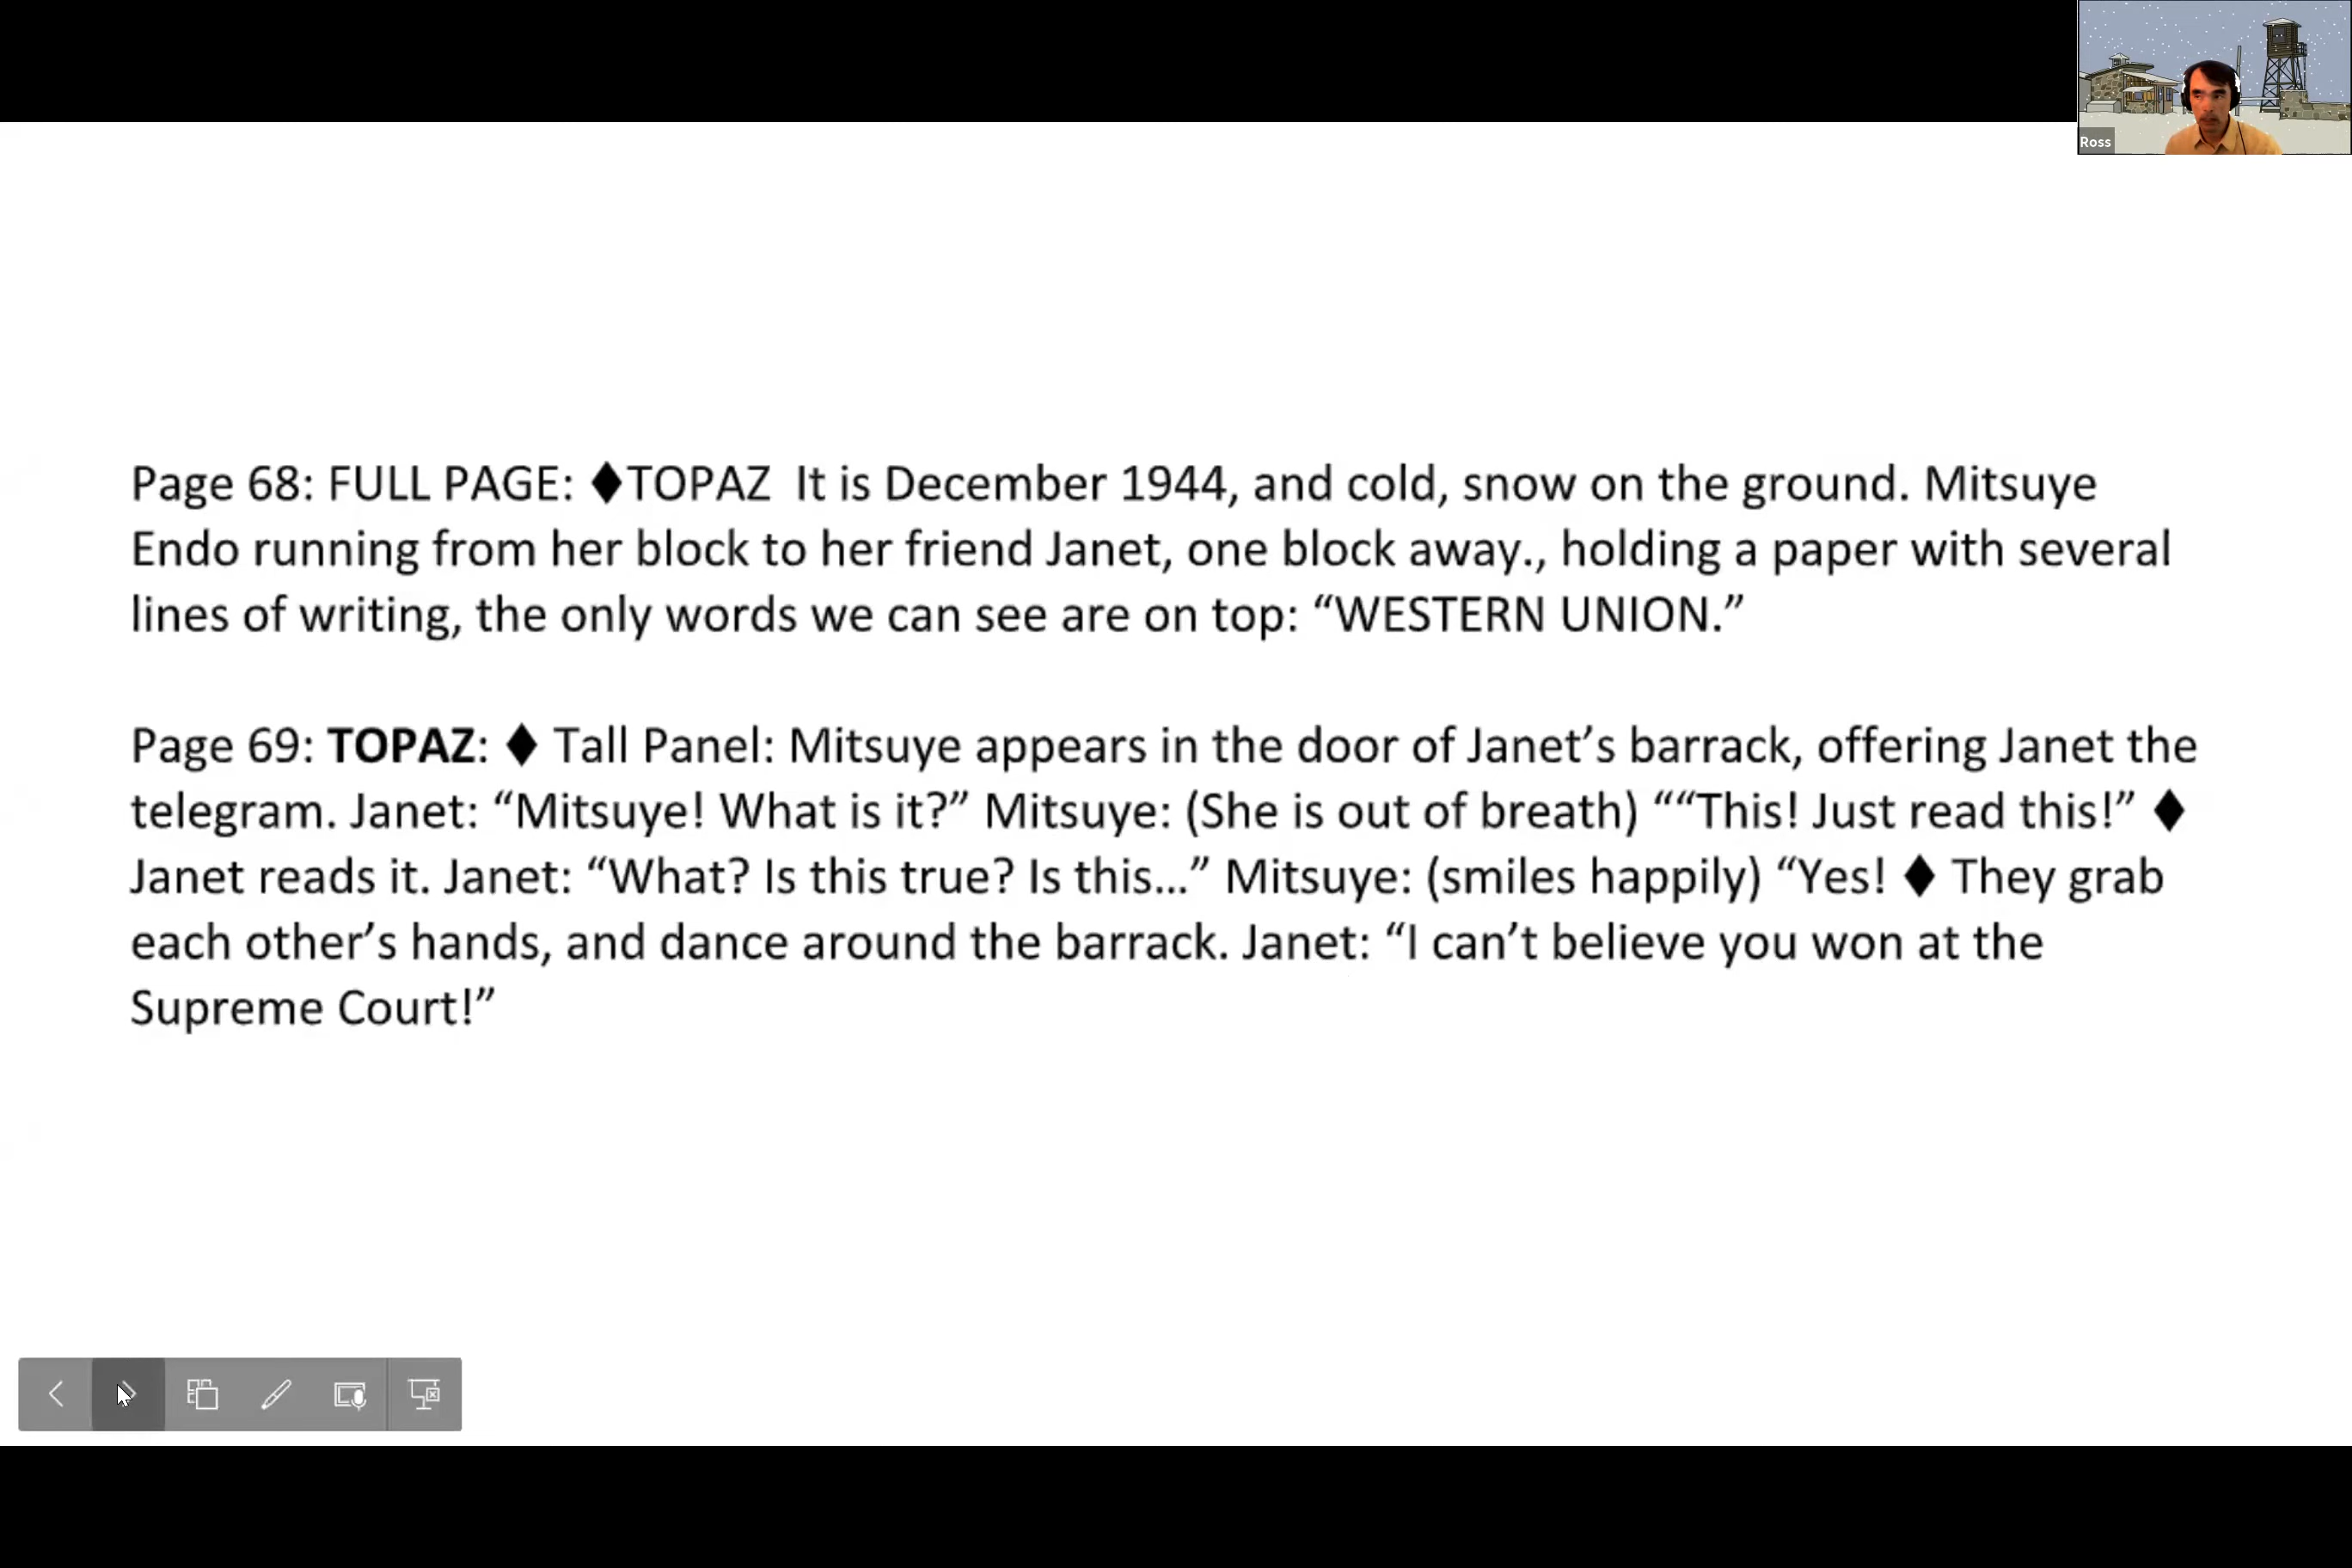 Ross
Page 68: FULL PAGE: ♦TOPAZ  It is December 1944, and cold, snow on the ground. Mitsuye
Endo running from her block to her friend Janet, one block away., holding a paper with several
lines of writing, the only words we can see are on top: “WESTERN UNION.”
Page 69: TOPAZ: ♦ Tall Panel: Mitsuye appears in the door of Janet’s barrack, offering Janet the
telegram. Janet: “Mitsuye! What is it?” Mitsuye: (She is out of breath) ““This! Just read this!” ♦
Janet reads it. Janet: “What? Is this true? Is this...” Mitsuye: (smiles happily) “Yes! ♦ They grab
each other’s hands, and dance around the barrack. Janet: “I can’t believe you won at the
Supreme Court!”